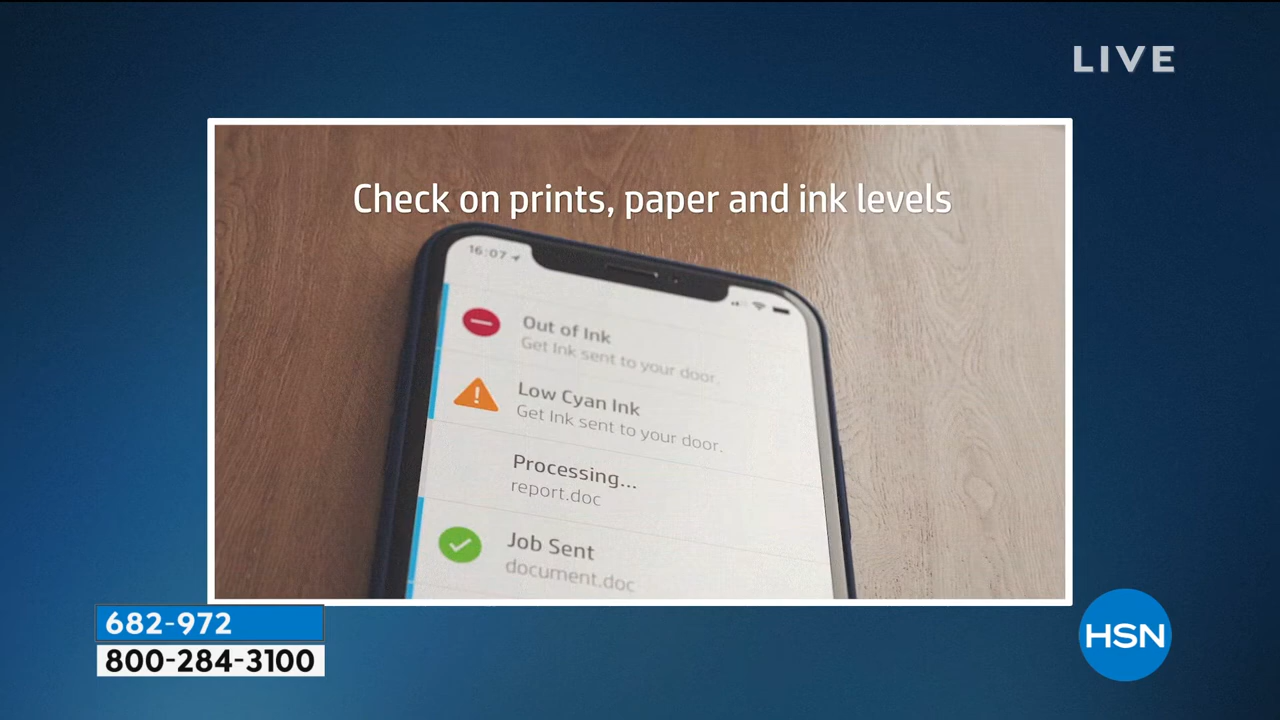 LIVE
Check on prints, paper and ink levels
16:07
Out of Ink
Get Ink sent to your door.
Low Cyan Ink
Get Ink sent to your door.
Processing...
report.doc
Job Sent
document.doc
682-972
800-284-3100
HSN